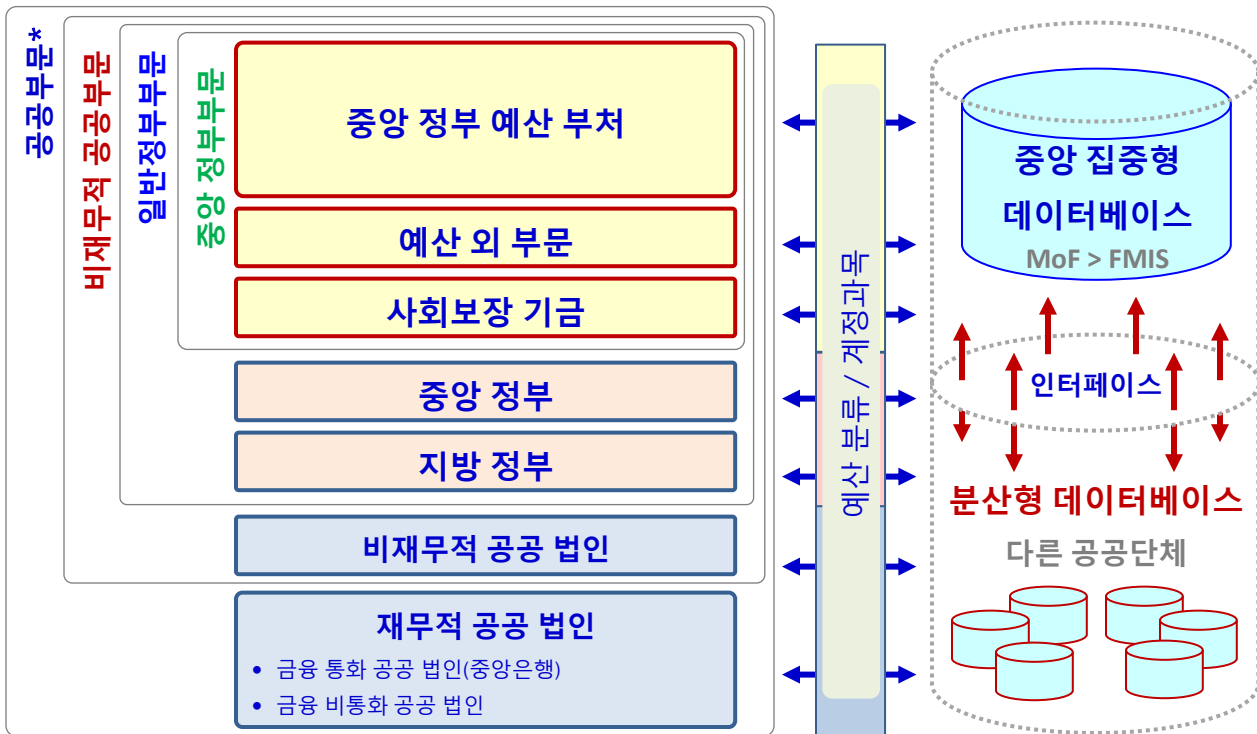 공공부문*
비재무적 공공부문
일반정부부문
중앙 정부부문
중앙 정부 예산 부처
예산 외 부문
사회보장 기금
중앙 정부
지방 정부
비재무적 공공 법인
재무적 공공 법인
• 금융 통화 공공 법인(중앙은행)
• 금융 비통화 공공 법인
예산 분류 / 계정과목
중앙 집중형
데이터베이스
MoF > FMIS
인터페이스
분산형 데이터베이스
다른 공공단체